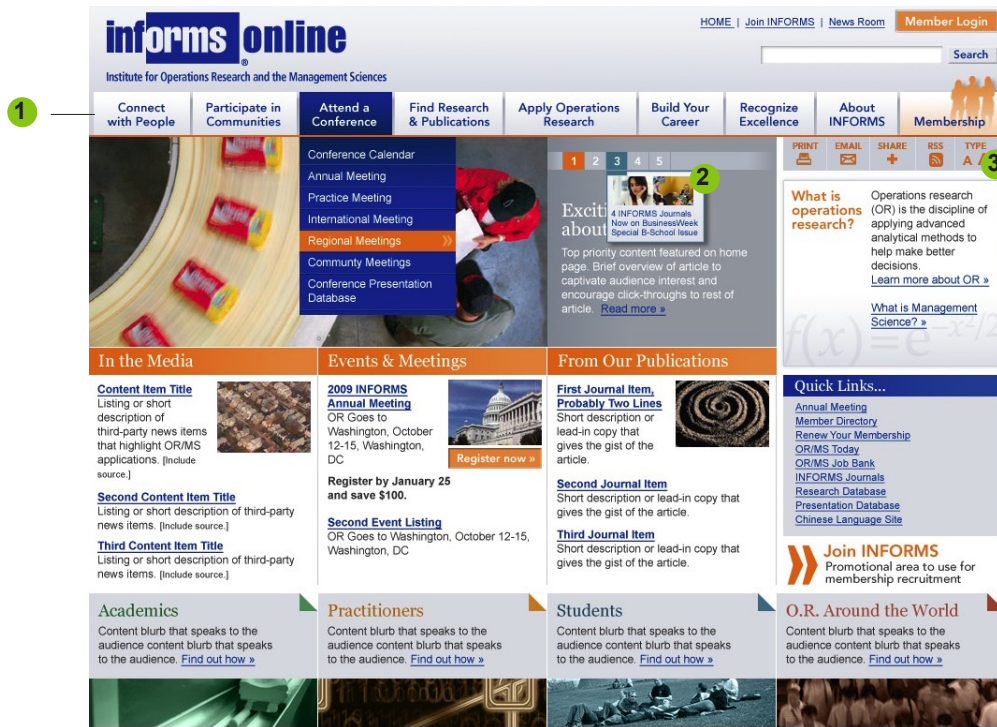 informs online
®
Institute for Operations Research and the Management Sciences
HOME | Join INFORMS | News Room
Member Login
Search
1
Connect
with People
Participate in
Communities
Attend a
Conference
Find Research
& Publications
Apply Operations
Research
Build Your
Career
Recognize
Excellence
About
INFORMS
Membership
Conference Calendar
Annual Meeting
Practice Meeting
International Meeting
Regional Meetings »
Communty Meetings
Conference Presentation
Database
1 2 3 4 5
2
4 INFORMS Journals
Now on BusinessWeek
Special B-School Issue
Exciti
about
Top priority content featured on home
page. Brief overview of article to
captivate audience interest and
encourage click-throughs to rest of
article. Read more »
PRINT EMAIL SHARE RSS TYPE
A
3
What is
operations
research?
Operations research
(OR) is the discipline of
applying advanced
analytical methods to
help make better
decisions.
Learn more about OR »
What is Management
Science? »
f(x)=e^-x²/2
In the Media
Content Item Title
Listing or short
description of
third-party news items
that highlight OR/MS
applications. [Include
source.]
Second Content Item Title
Listing or short description of third-party
news items. [Include source.]
Third Content Item Title
Listing or short description of third-party
news items. [Include source.]
Events & Meetings
2009 INFORMS
Annual Meeting
OR Goes to
Washington, October
12-15, Washington,
DC
Register now »
Register by January 25
and save $100.
Second Event Listing
OR Goes to Washington, October 12-15,
Washington, DC
From Our Publications
First Journal Item,
Probably Two Lines
Short description or
lead-in copy that
gives the gist of the
article.
Second Journal Item
Short description or lead-in copy that
gives the gist of the article.
Third Journal Item
Short description or lead-in copy that
gives the gist of the article.
Quick Links...
Annual Meeting
Member Directory
Renew Your Membership
OR/MS Today
OR/MS Job Bank
INFORMS Journals
Research Database
Presentation Database
Chinese Language Site
Join INFORMS
Promotional area to use for
membership recruitment
Academics
Content blurb that speaks to the
audience content blurb that speaks
to the audience. Find out how »
Practitioners
Content blurb that speaks to the
audience content blurb that speaks
to the audience. Find out how »
Students
Content blurb that speaks to the
audience content blurb that speaks
to the audience. Find out how »
O.R. Around the World
Content blurb that speaks to the
audience content blurb that speaks
to the audience. Find out how »